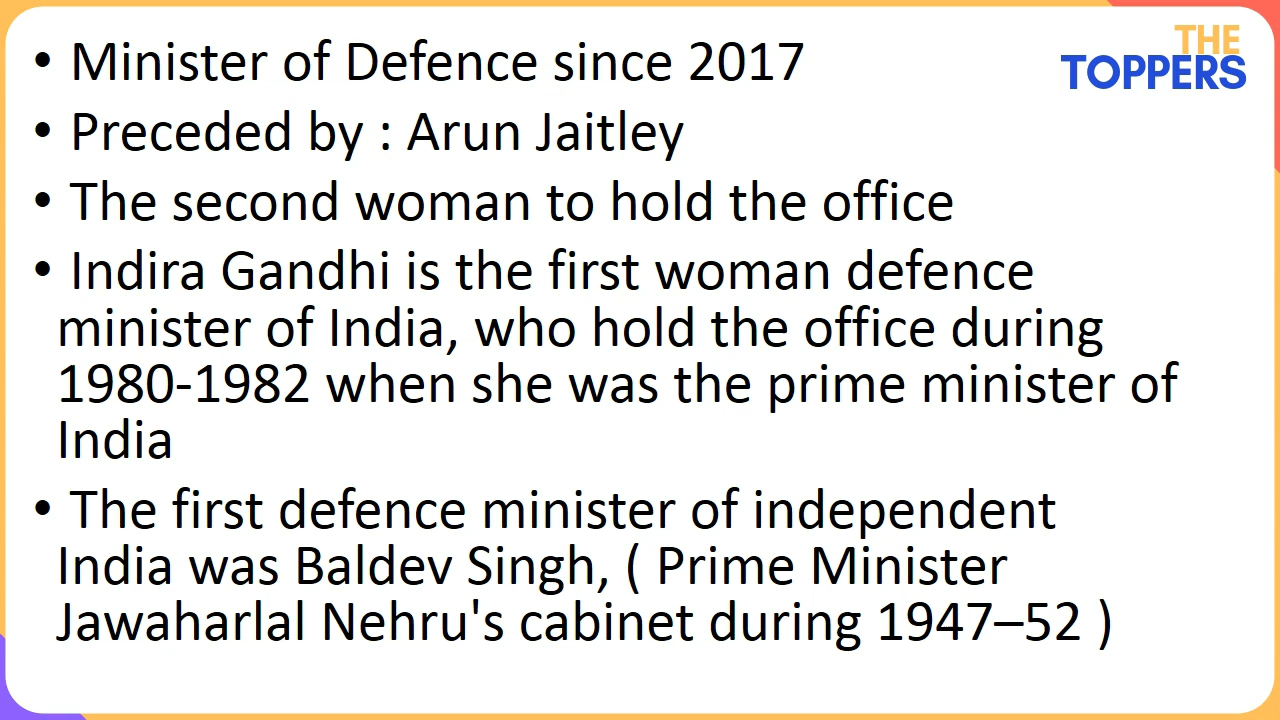 THE
TOPPERS
• Minister of Defence since 2017
• Preceded by : Arun Jaitley
• The second woman to hold the office
• Indira Gandhi is the first woman defence
minister of India, who hold the office during
1980-1982 when she was the prime minister of
India
• The first defence minister of independent
India was Baldev Singh, ( Prime Minister
Jawaharlal Nehru's cabinet during 1947–52 )